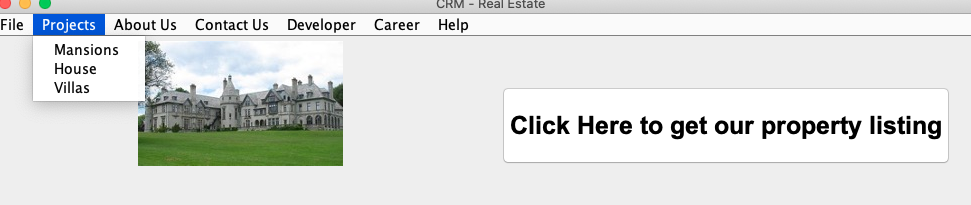 CRM - Real Estate
File Projects About Us Contact Us Developer Career Help
Mansions
House
Villas
Click Here to get our property listing